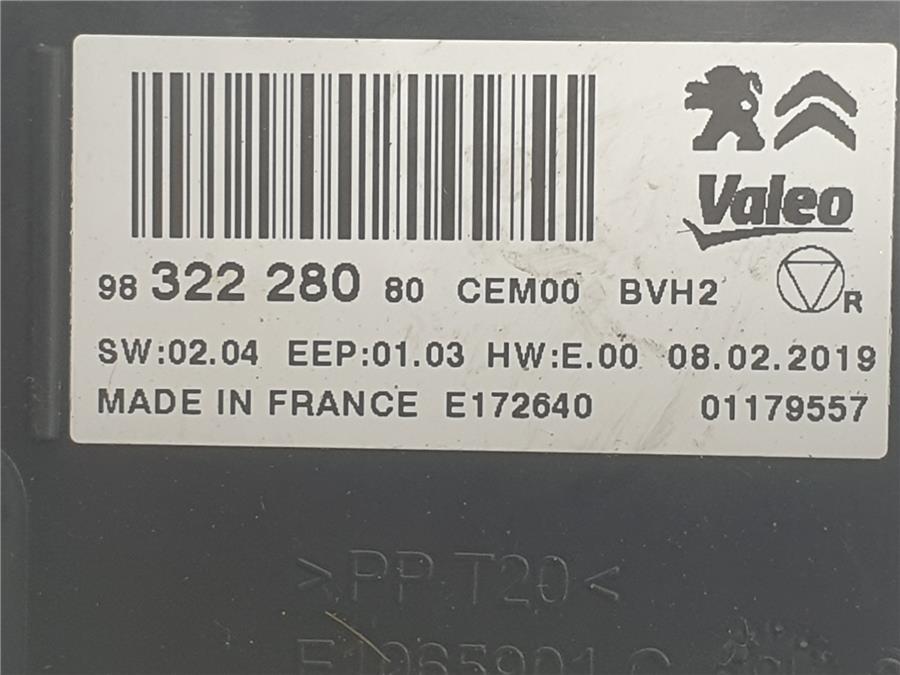 Valeo
98 322 280 80 CEM00 BVH2 R
SW:02.04 EEP:01.03 HW:E.00 08.02.2019
MADE IN FRANCE E172640 01179557
>PP T20<